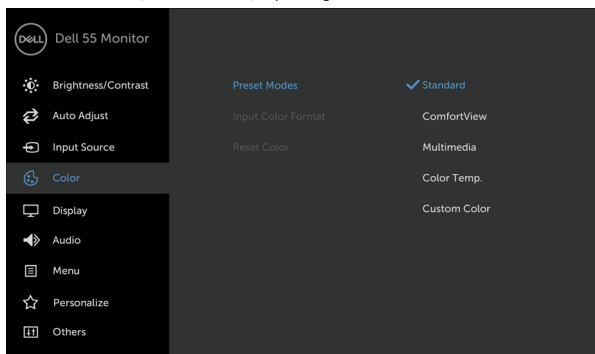 DELL Dell 55 Monitor
Brightness/Contrast
Auto Adjust
Input Source
Color
Display
Audio
Menu
Personalize
Others
Preset Modes
Input Color Format
Reset Color
Standard
ComfortView
Multimedia
Color Temp.
Custom Color